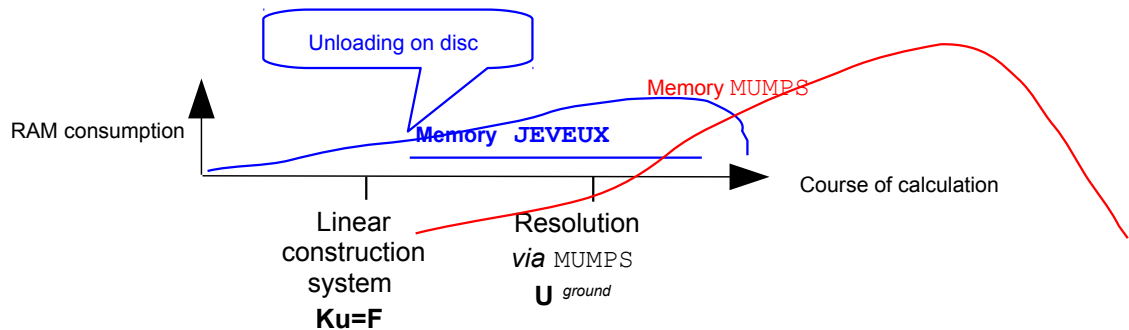 Unloading on disc
Memory MUMPS
RAM consumption
Memory JEVEUX
Course of calculation
Linear
construction
system
Ku=F
Resolution
via MUMPS
U ground